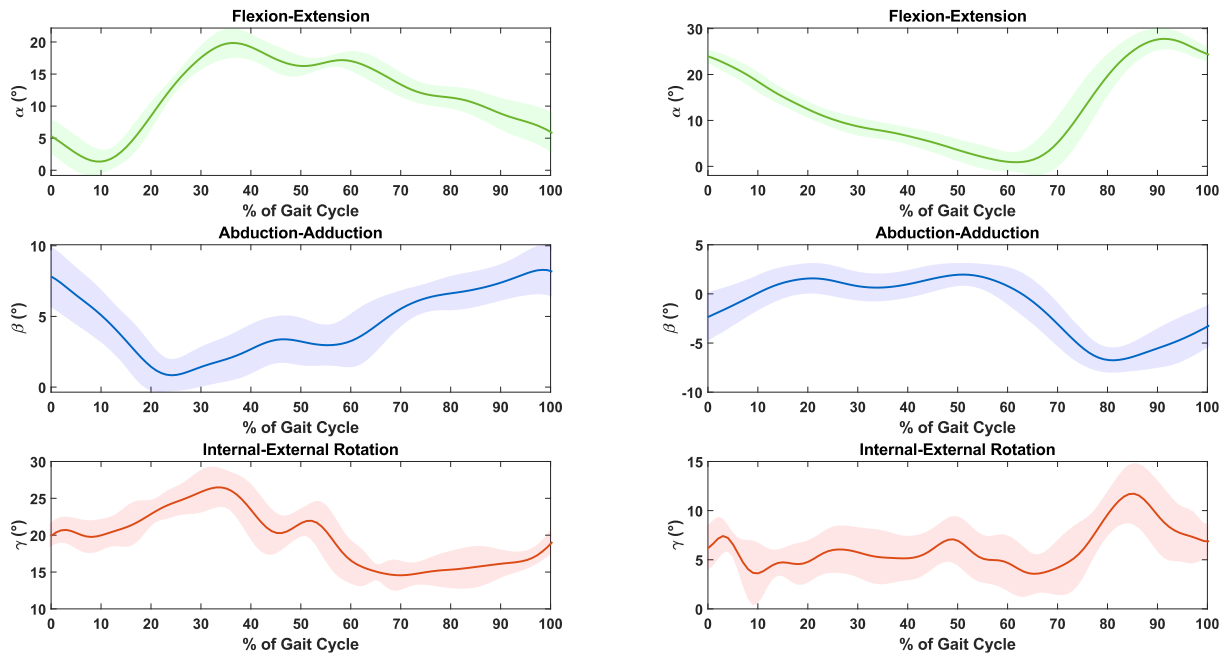 Flexion-Extension
20
15
10
5
0
α (°)
0 10 20 30 40 50 60 70 80 90 100
% of Gait Cycle
Abduction-Adduction
10
5
0
β (°)
0 10 20 30 40 50 60 70 80 90 100
% of Gait Cycle
Internal-External Rotation
30
25
20
15
10
γ (°)
0 10 20 30 40 50 60 70 80 90 100
% of Gait Cycle
Flexion-Extension
30
20
10
0
α (°)
0 10 20 30 40 50 60 70 80 90 100
% of Gait Cycle
Abduction-Adduction
5
0
-5
-10
β (°)
0 10 20 30 40 50 60 70 80 90 100
% of Gait Cycle
Internal-External Rotation
15
10
5
0
γ (°)
0 10 20 30 40 50 60 70 80 90 100
% of Gait Cycle